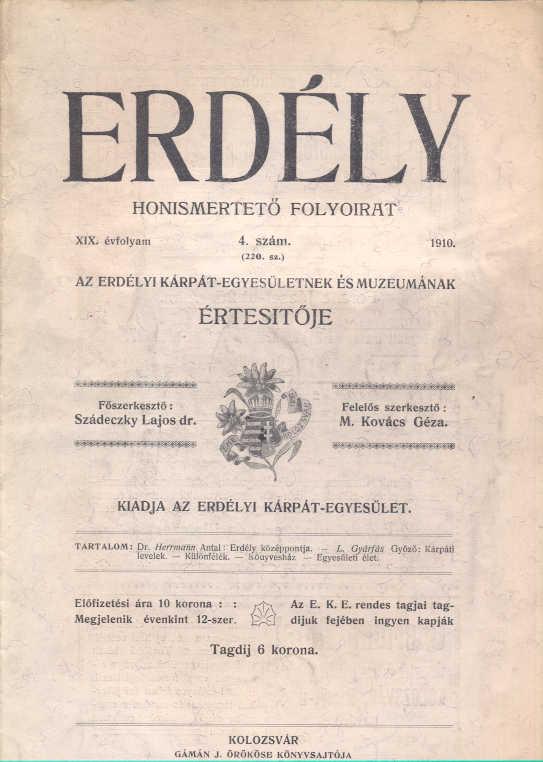 ERDÉLY
HONISMERTETŐ FOLYOIRAT
XIX. évfolyam 4. szám. 1910.
(220. sz.)
AZ ERDÉLYI KÁRPÁT-EGYESÜLETNEK ÉS MUZEUMÁNAK
ÉRTESITŐJE
Főszerkesztő :
Szádeczky Lajos dr.
Felelős szerkesztő :
M. Kovács Géza.
KIADJA AZ ERDÉLYI KÁRPÁT-EGYESÜLET.
TARTALOM: Dr. Herrmann Antal: Erdély középpontja. — L. Gyárfás Győző: Kárpáti
levelek. — Különfélék. — Könyvesház — Egyesületi élet.
Előfizetési ára 10 korona : :
Megjelenik évenkint 12-szer.
Az E. K. E. rendes tagjai tag-
dijuk fejében ingyen kapják
Tagdij 6 korona.
KOLOZSVÁR
GÁMÁN J. ÖRÖKÖSE KÖNYVSAJTÓJA